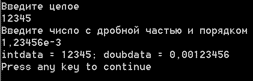 Введите целое
12345
Введите число с дробной частью и порядком
1,23456e-3
intdata = 12345; doubdata = 0,00123456
Press any key to continue